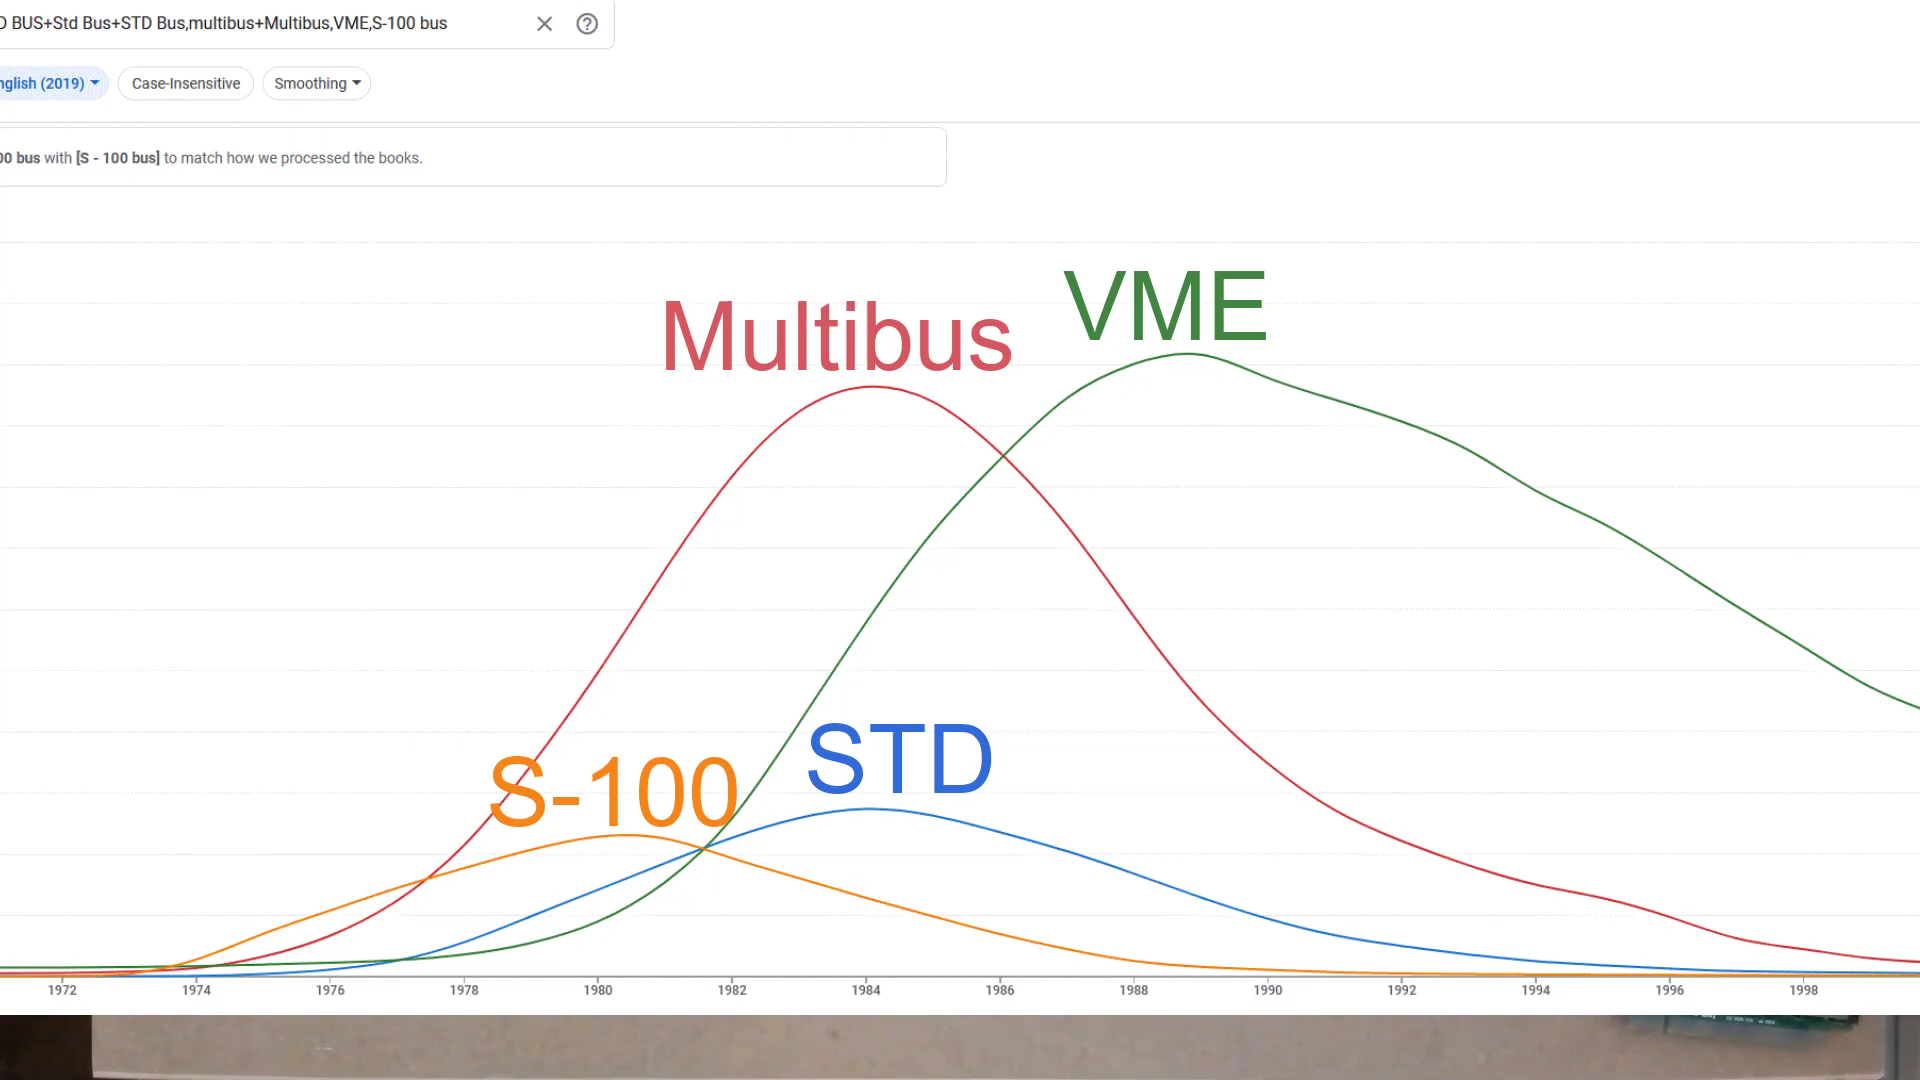 D BUS+Std Bus+STD Bus,multibus+Multibus,VME,S-100 bus
nglish (2019)
Case-Insensitive
Smoothing
00 bus with [S - 100 bus] to match how we processed the books.
VME
Multibus
STD
S-100
1972 1974 1976 1978 1980 1982 1984 1986 1988 1990 1992 1994 1996 1998